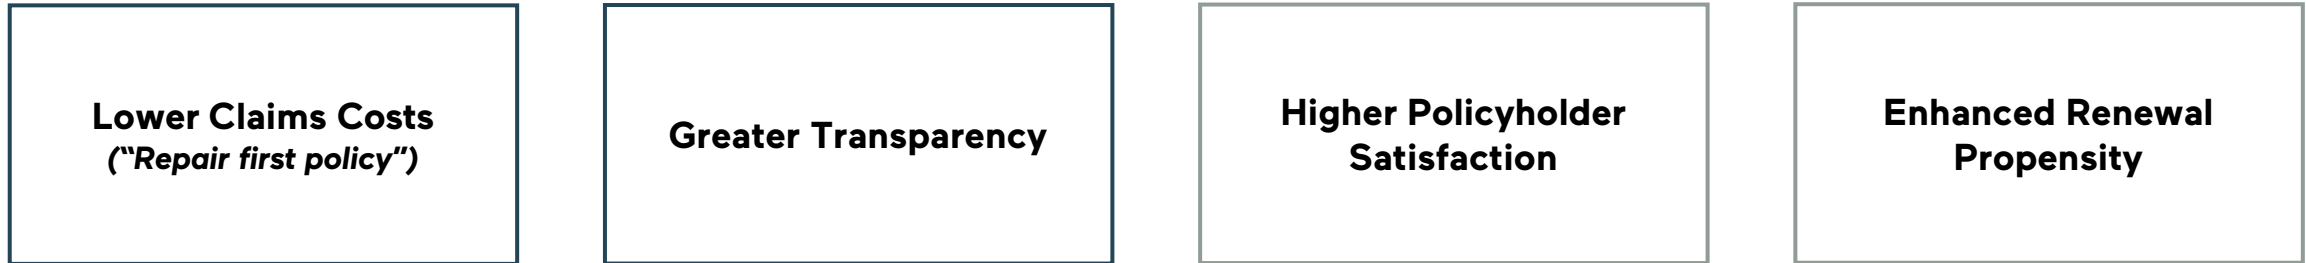 Lower Claims Costs
(“Repair first policy”)
Greater Transparency
Higher Policyholder
Satisfaction
Enhanced Renewal
Propensity